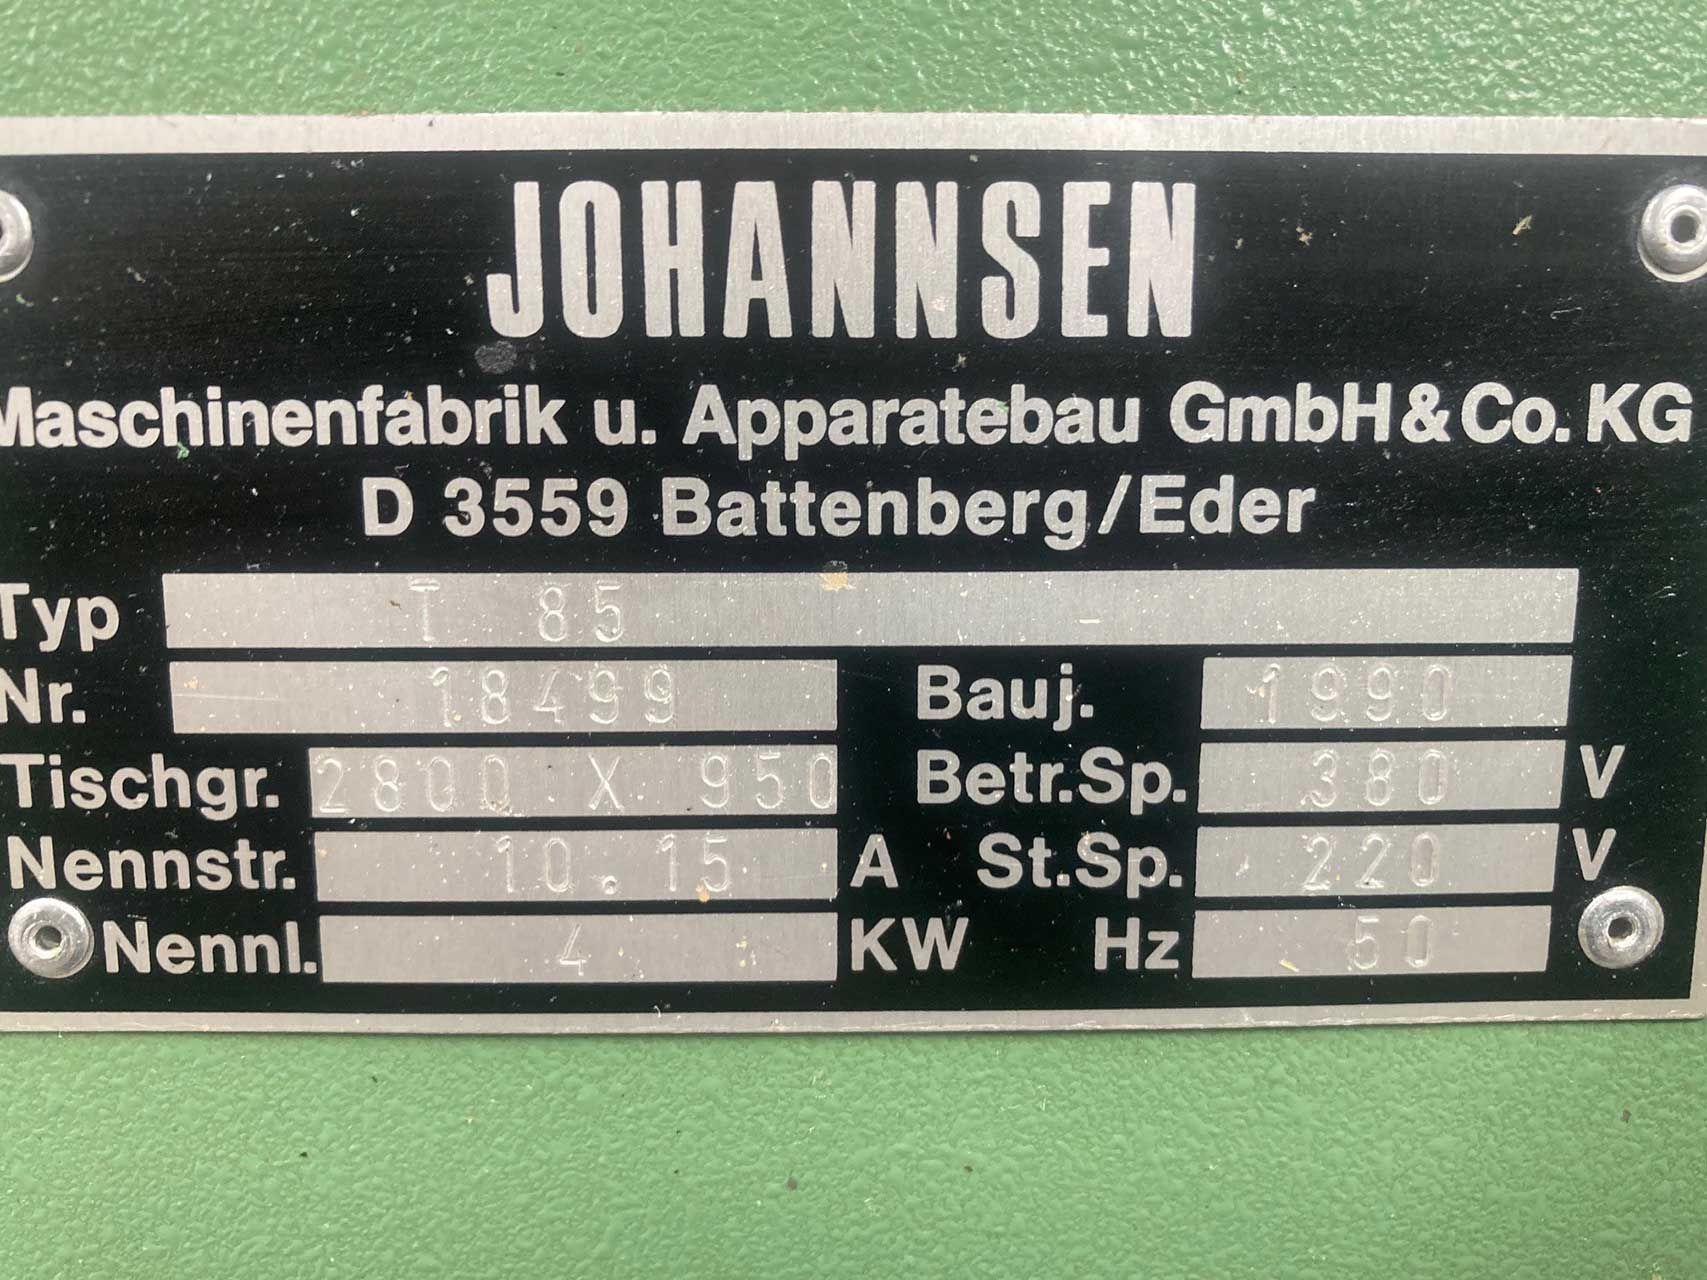 JOHANNSEN
Maschinenfabrik u. Apparatebau GmbH & Co. KG
D 3559 Battenberg/Eder
Typ T 85 -
Nr. 18499 Bauj. 1990
Tischgr. 2800 X 950 Betr.Sp. 380 V
Nennstr. 10.15 A St.Sp. 220 V
Nennl. 4 KW Hz 50